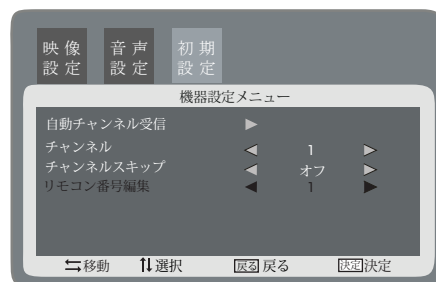 映像設定 音声設定 初期設定
機器設定メニュー
自動チャンネル受信 ▶
チャンネル ◀ 1 ▶
チャンネルスキップ ◀ オフ ▶
リモコン番号編集 ◀ 1 ▶
⇆移動 ⇅選択 戻る 戻る 決定 決定